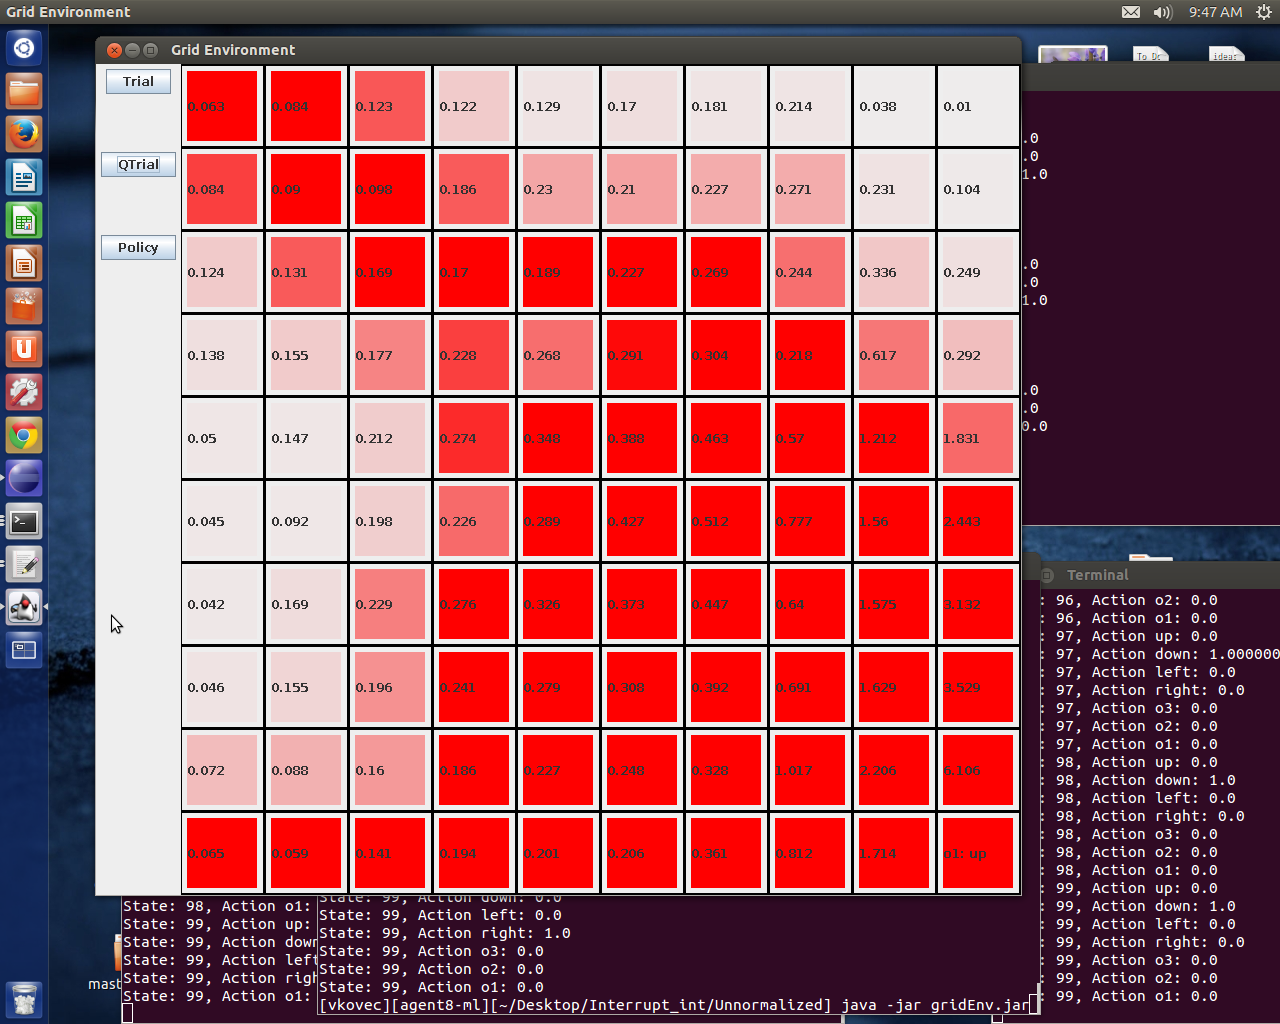 Grid Environment
9:47 AM
To Do
ideas
Grid Environment
Trial
QTrial
Policy
0.063 0.084 0.123 0.122 0.129 0.17 0.181 0.214 0.038 0.01
0.084 0.09 0.098 0.186 0.23 0.21 0.227 0.271 0.231 0.104
0.124 0.131 0.169 0.17 0.189 0.227 0.269 0.244 0.336 0.249
0.138 0.155 0.177 0.228 0.268 0.291 0.304 0.218 0.617 0.292
0.05 0.147 0.212 0.274 0.348 0.388 0.463 0.57 1.212 1.831
0.045 0.092 0.198 0.226 0.289 0.427 0.512 0.777 1.56 2.443
0.042 0.169 0.229 0.276 0.326 0.373 0.447 0.64 1.575 3.132
0.046 0.155 0.196 0.241 0.279 0.308 0.392 0.691 1.629 3.529
0.072 0.088 0.16 0.186 0.227 0.248 0.328 1.017 2.206 6.106
0.065 0.059 0.141 0.194 0.201 0.206 0.361 0.812 1.714 o1: up
.0
.0
1.0
.0
.0
1.0
.0
.0
0.0
Terminal
: 96, Action o2: 0.0
: 96, Action o1: 0.0
: 97, Action up: 0.0
: 97, Action down: 1.000000
: 97, Action left: 0.0
: 97, Action right: 0.0
: 97, Action o3: 0.0
: 97, Action o2: 0.0
: 97, Action o1: 0.0
: 98, Action up: 0.0
: 98, Action down: 1.0
: 98, Action left: 0.0
: 98, Action right: 0.0
: 98, Action o3: 0.0
: 98, Action o2: 0.0
: 98, Action o1: 0.0
: 99, Action up: 0.0
: 99, Action down: 1.0
: 99, Action left: 0.0
: 99, Action right: 0.0
: 99, Action o3: 0.0
: 99, Action o2: 0.0
: 99, Action o1: 0.0
mast
State: 98, Action o1:
State: 99, Action up:
State: 99, Action down
State: 99, Action left
State: 99, Action righ
State: 99, Action o1:
State: 99, Action down: 0.0
State: 99, Action left: 0.0
State: 99, Action right: 1.0
State: 99, Action o3: 0.0
State: 99, Action o2: 0.0
State: 99, Action o1: 0.0
[vkovec][agent8-ml][~/Desktop/Interrupt_int/Unnormalized] java -jar gridEnv.jar